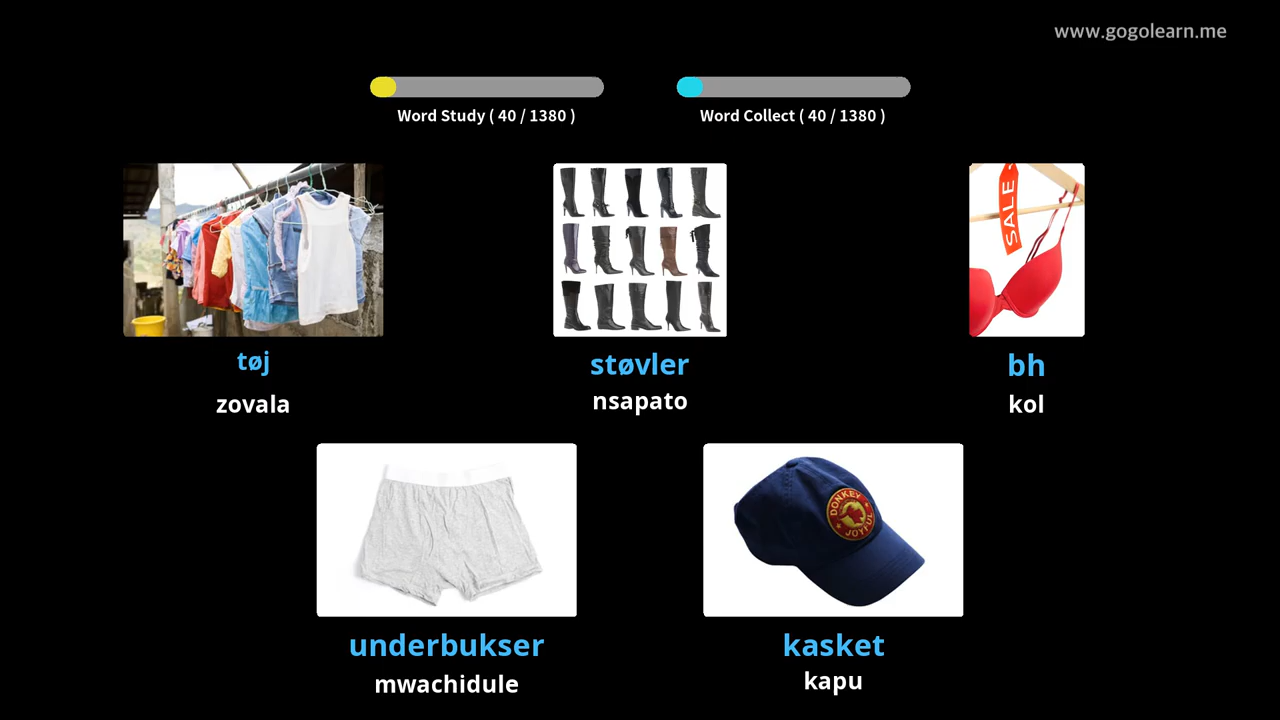 www.gogolearn.me
Word Study ( 40 / 1380 )
Word Collect ( 40 / 1380 )
SALE
tøj
zovala
støvler
nsapato
bh
kol
DONKEY
JOYFUL
underbukser
mwachidule
kasket
kapu